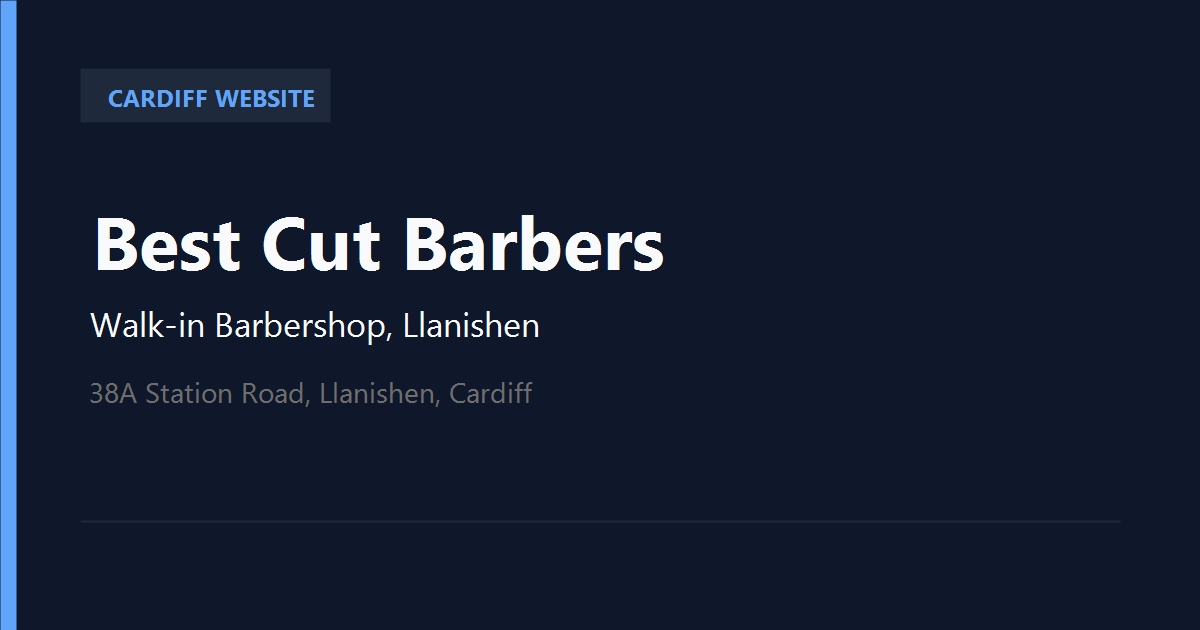 CARDIFF WEBSITE
Best Cut Barbers
Walk-in Barbershop, Llanishen
38A Station Road, Llanishen, Cardiff